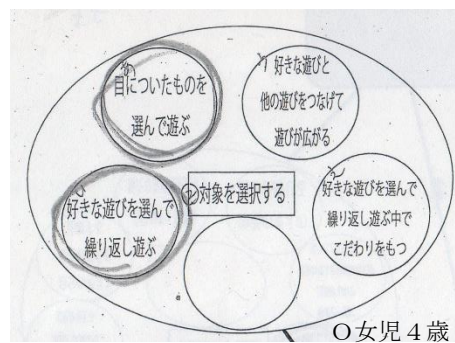 目についたものを
選んで遊ぶ
好きな遊びと
他の遊びをつなげて
遊びが広がる
好きな遊びを選んで
繰り返し遊ぶ
対象を選択する
好きな遊びを選んで
繰り返し遊ぶ中で
こだわりをもつ
O女児4歳